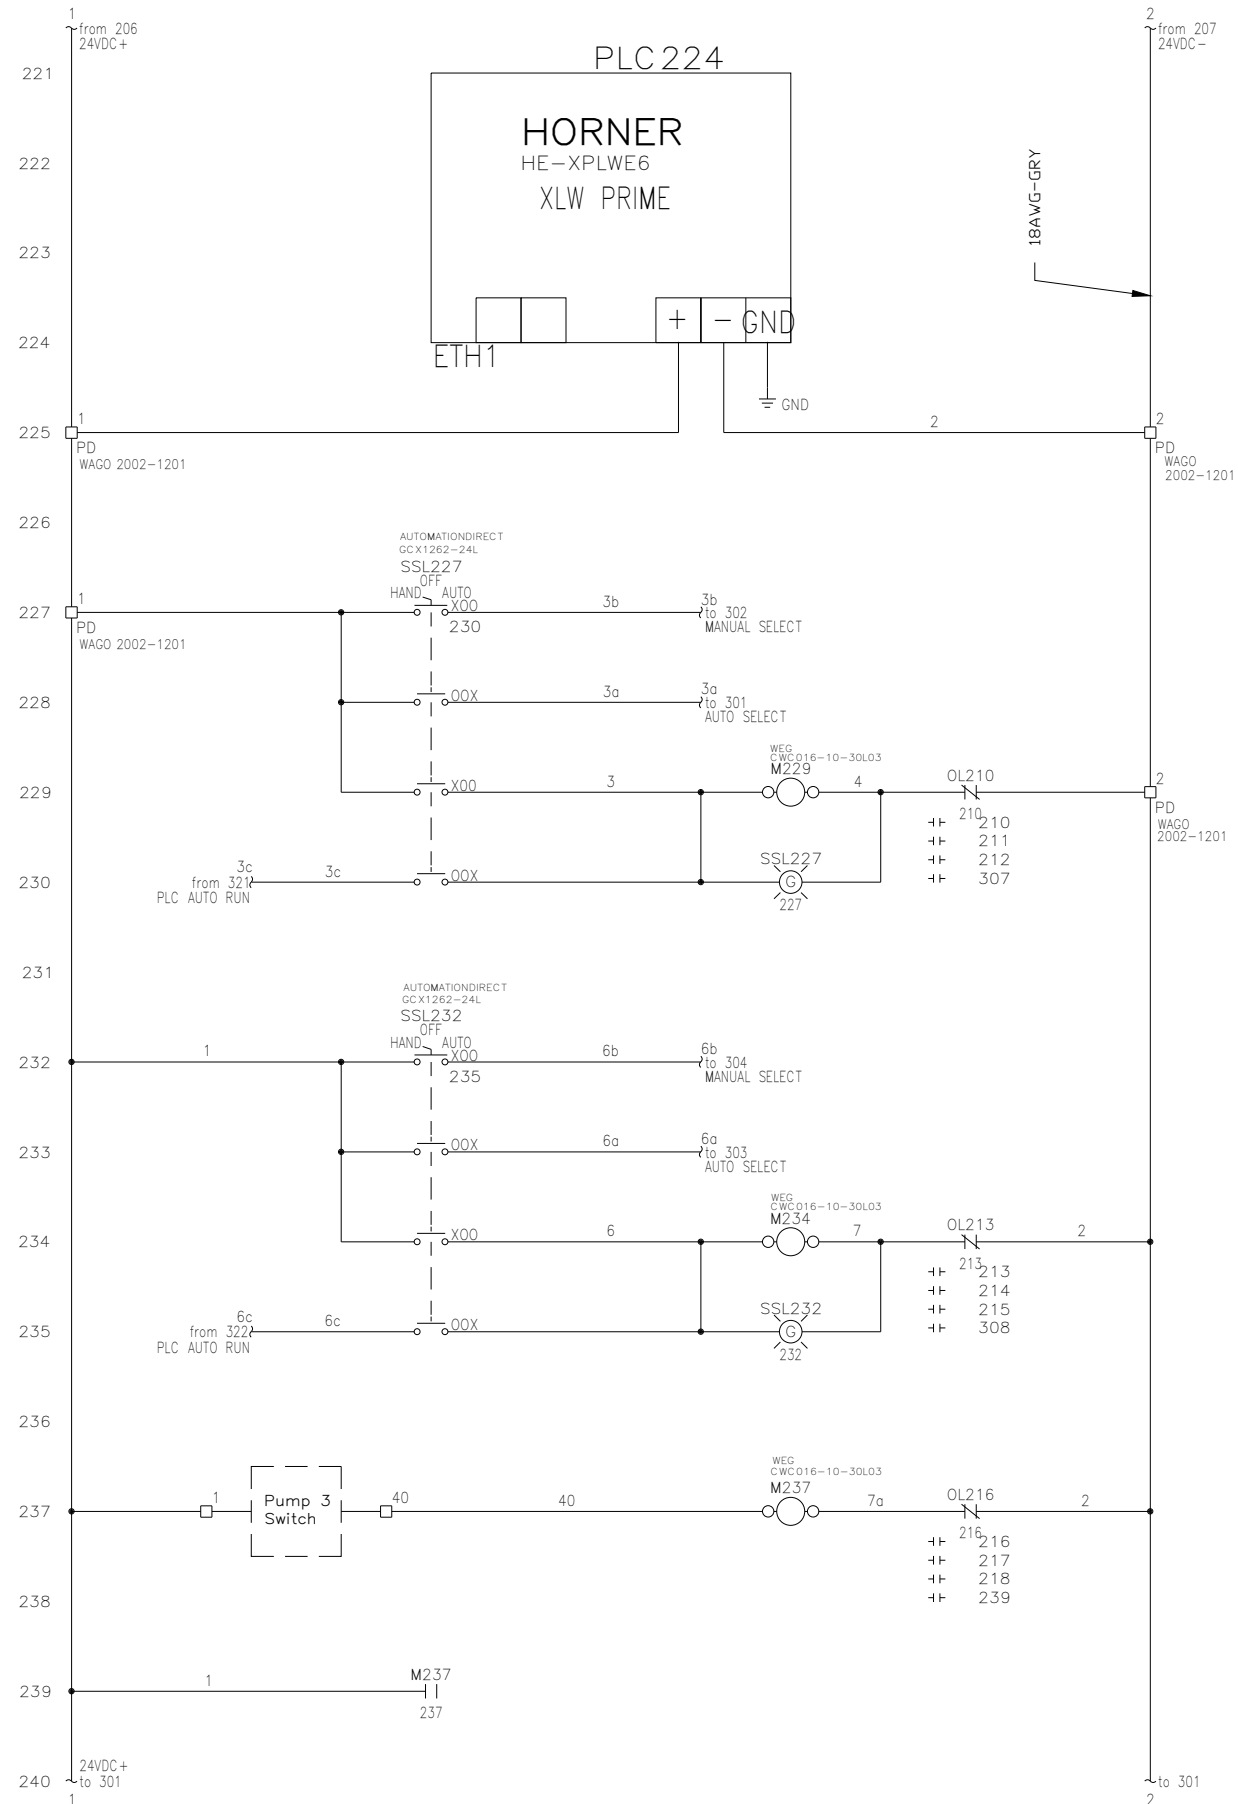 1
from 206
24VDC+
2
from 207
24VDC-
221
PLC224
HORNER
222
HE-XPLWE6
XLW PRIME
18AWG-GRY
223
+ - GND
224
ETH1
GND
1
2
2
225
PD
WAGO 2002-1201
PD
WAGO
2002-1201
226
AUTOMATIONDIRECT
GCX1262-24L
SSL227
OFF
HAND AUTO
227
1
X00
3b
3b
to 302
MANUAL SELECT
PD
WAGO 2002-1201
230
228
00X
3a
3a
to 301
AUTO SELECT
WEG
CWC016-10-30L03
M229
229
X00
3
4
OL210
210
2
PD
WAGO
2002-1201
210
211
212
307
230
3c
from 321
PLC AUTO RUN
3c
00X
SSL227
G
227
231
AUTOMATIONDIRECT
GCX1262-24L
SSL232
OFF
HAND AUTO
232
1
X00
235
6b
6b
to 304
MANUAL SELECT
233
00X
6a
6a
to 303
AUTO SELECT
WEG
CWC016-10-30L03
M234
234
X00
6
7
OL213
213
2
213
214
215
308
235
6c
from 322
PLC AUTO RUN
6c
00X
SSL232
G
232
236
WEG
CWC016-10-30L03
M237
237
1
Pump 3
Switch
40
40
7a
OL216
216
2
216
217
218
239
238
239
1
M237
237
240
24VDC+
to 301
1
to 301
2